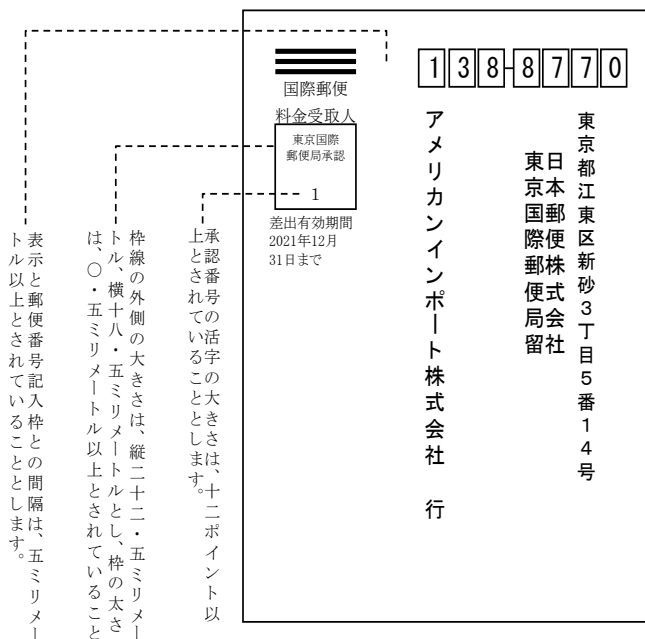 138-8770
東京都江東区新砂3丁目5番14号
日本郵便株式会社
東京国際郵便局留
アメリカンインポート株式会社 行
国際郵便
料金受取人
東京国際
郵便局承認
1
差出有効期間
2021年12月
31日まで
承認番号の活字の大きさは、十二ポイント以
上とされていることとします。
枠線の外側の大きさは、縦二十二・五ミリメー
トル、横十八・五ミリメートルとし、枠の太さ
は、〇・五ミリメートル以上とされていること
表示と郵便番号記入枠との間隔は、五ミリメー
トル以上とされていることとします。